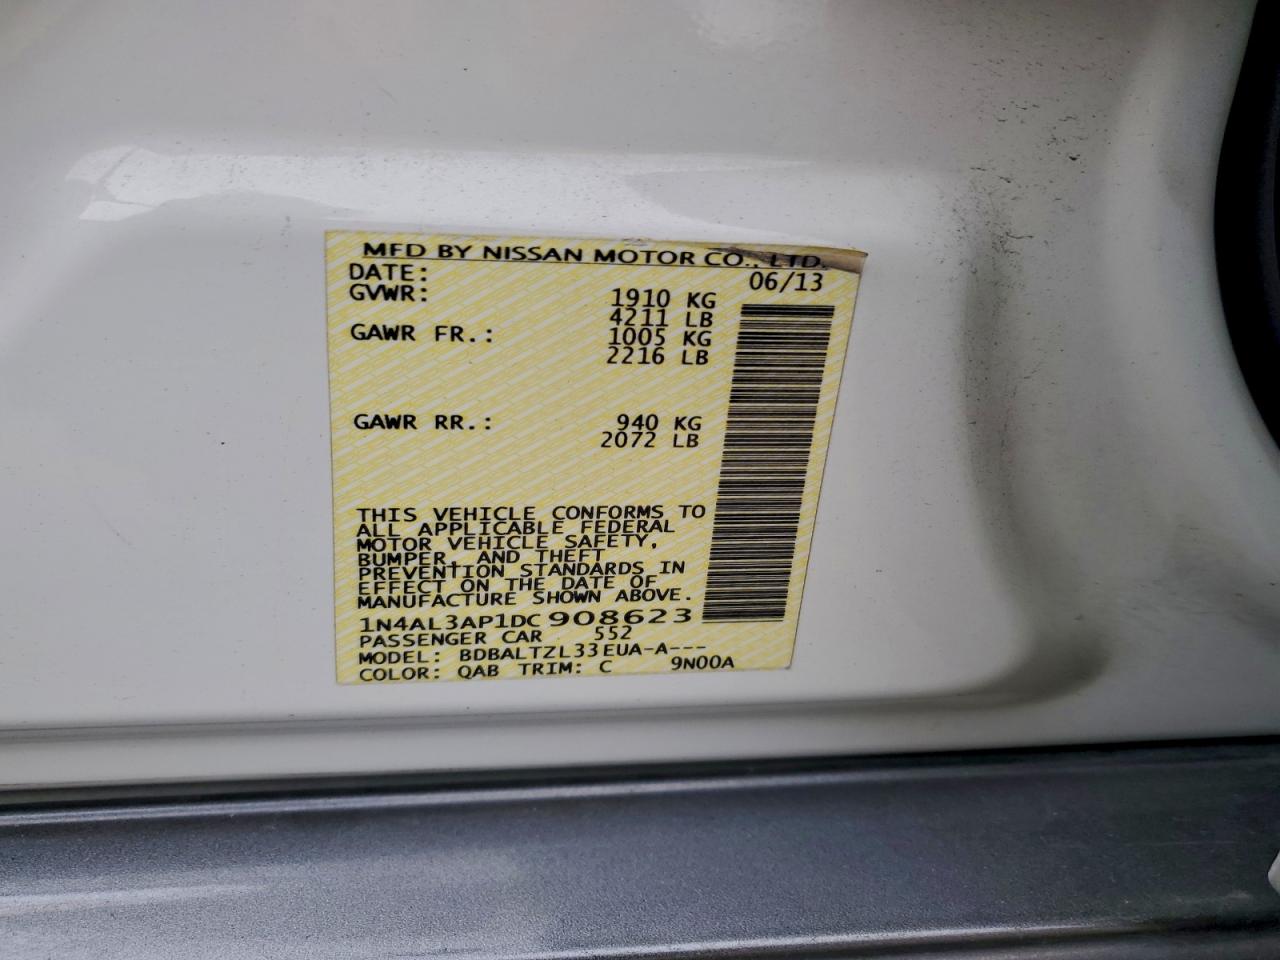 MFD BY NISSAN MOTOR CO., LTD.
DATE: 06/13
GVWR: 1910 KG
4211 LB
GAWR FR.: 1005 KG
2216 LB
GAWR RR.: 940 KG
2072 LB
THIS VEHICLE CONFORMS TO
ALL APPLICABLE FEDERAL
MOTOR VEHICLE SAFETY,
BUMPER, AND THEFT
PREVENTION STANDARDS IN
EFFECT ON THE DATE OF
MANUFACTURE SHOWN ABOVE.
1N4AL3AP1DC908623
PASSENGER CAR 552
MODEL: BDBALTZL33EUA-A---
COLOR: QAB TRIM: C 9N00A